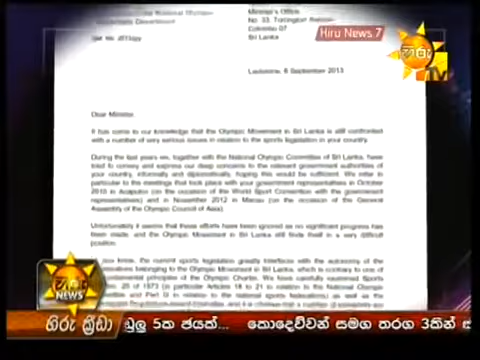 Minister's Office
No. 33, Torrington
Colombo 07
Sri Lanka
Hiru News 7
TV
Lausanne, 6 September 2013
Dear Minister
It has come to our knowledge that the Olympic Movement in Sri Lanka is still confronted
with a number of very serious issues in relation to the sports legislation in your country.
During the last years we, together with the National Olympic Committee of Sri Lanka, have
tried to convey and express our deep concerns to the relevant government authorities of
your country, informally and diplomatically, hoping this would be sufficient. We refer in
particular to the meetings that took place with your government representatives in October
2010 in Acapulco (on the occasion of the World Sport Convention with the government
representatives) and in November 2012 in Macau (on the occasion of the General
Assembly of the Olympic Council of Asia).
Unfortunately it seems that these efforts have been ignored as no significant progress has
been made, and the Olympic Movement in Sri Lanka still finds itself in a very difficult
position.
know, the current sports legislation greatly interferes with the autonomy of the
belonging to the Olympic Movement in Sri Lanka, which is contrary to one of
principles of the Olympic Charter. We have carefully reexamined Sports
25 of 1973 (in particular Articles 18 to 21 in relation to the National Olympic
and Part III in relation to the national sports federations) as well as the
NEWS
හිරු ක්‍රීඩා
5ක ජයක්... කොදෙව්වන් සමග තරග 3කින්